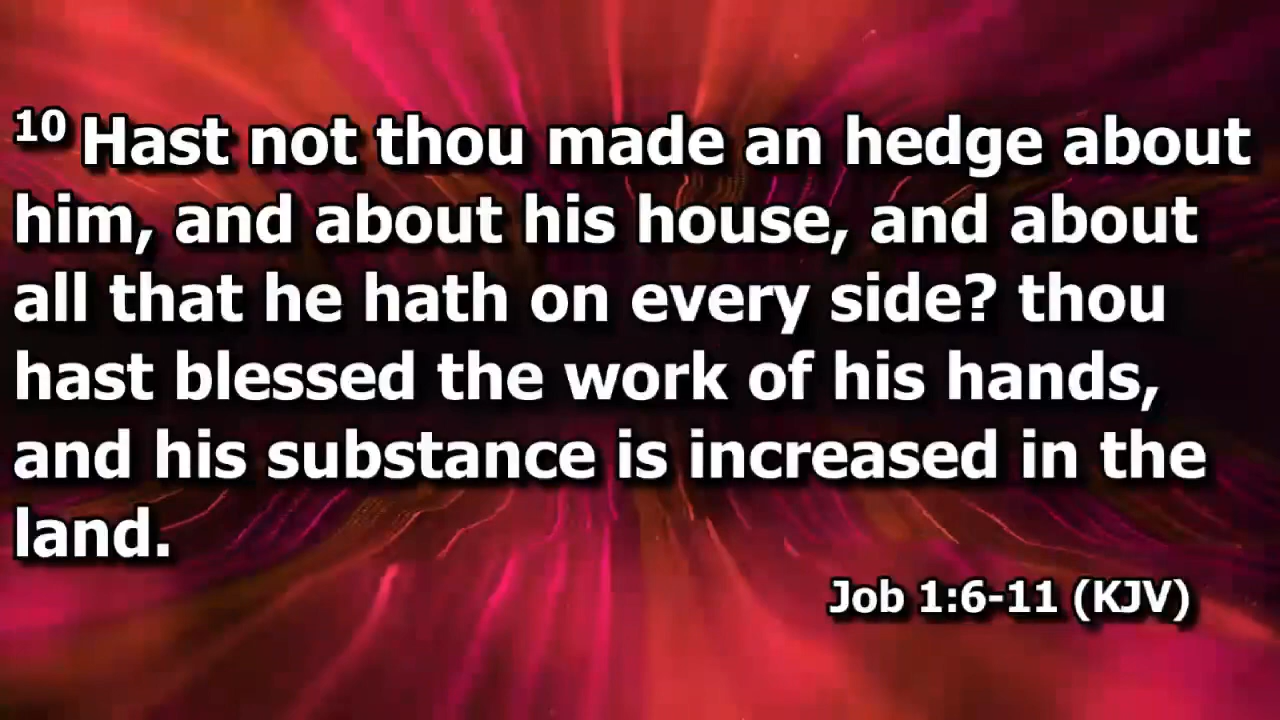 10 Hast not thou made an hedge about
him, and about his house, and about
all that he hath on every side? thou
hast blessed the work of his hands,
and his substance is increased in the
land.
Job 1:6-11 (KJV)